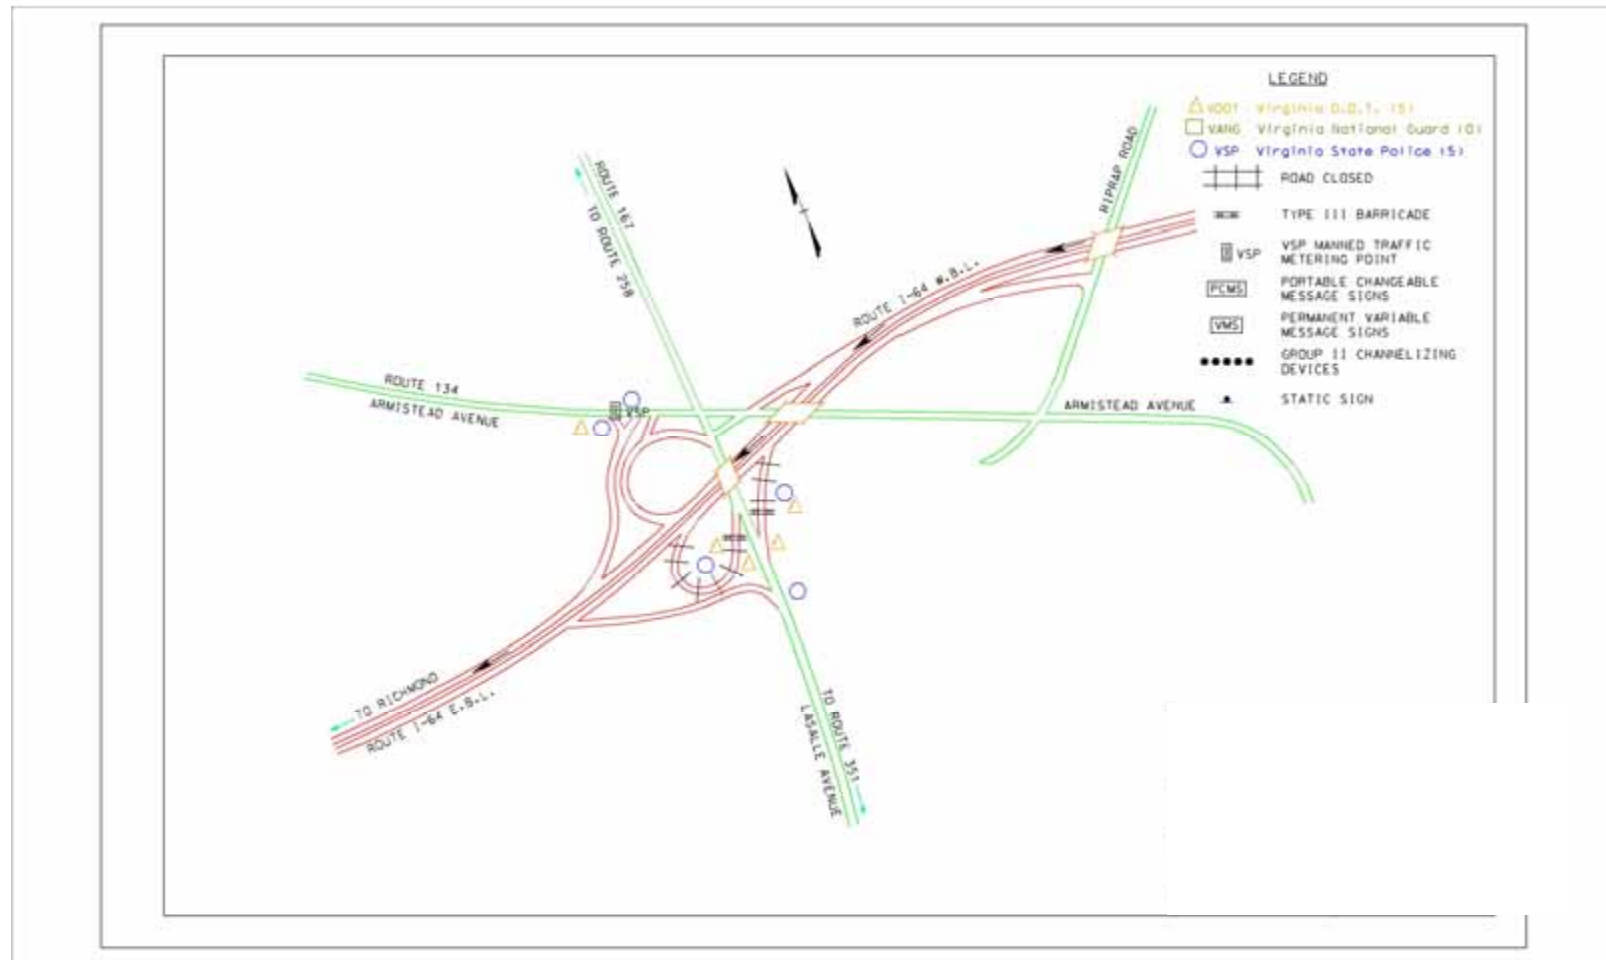 LEGEND
VDOT Virginia D.O.T. (5)
VANG Virginia National Guard (0)
VSP Virginia State Police (5)
ROAD CLOSED
TYPE III BARRICADE
VSP
VSP MANNED TRAFFIC
METERING POINT
PCMS
PORTABLE CHANGEABLE
MESSAGE SIGNS
VMS
PERMANENT VARIABLE
MESSAGE SIGNS
GROUP II CHANNELIZING
DEVICES
STATIC SIGN
RIPRAP ROAD
ROUTE 167
TO ROUTE 258
ROUTE I-64 W.B.L.
ROUTE 134
ARMISTEAD AVENUE
VSP
ARMISTEAD AVENUE
TO RICHMOND
ROUTE I-64 E.B.L.
TO ROUTE 351
LASALLE AVENUE